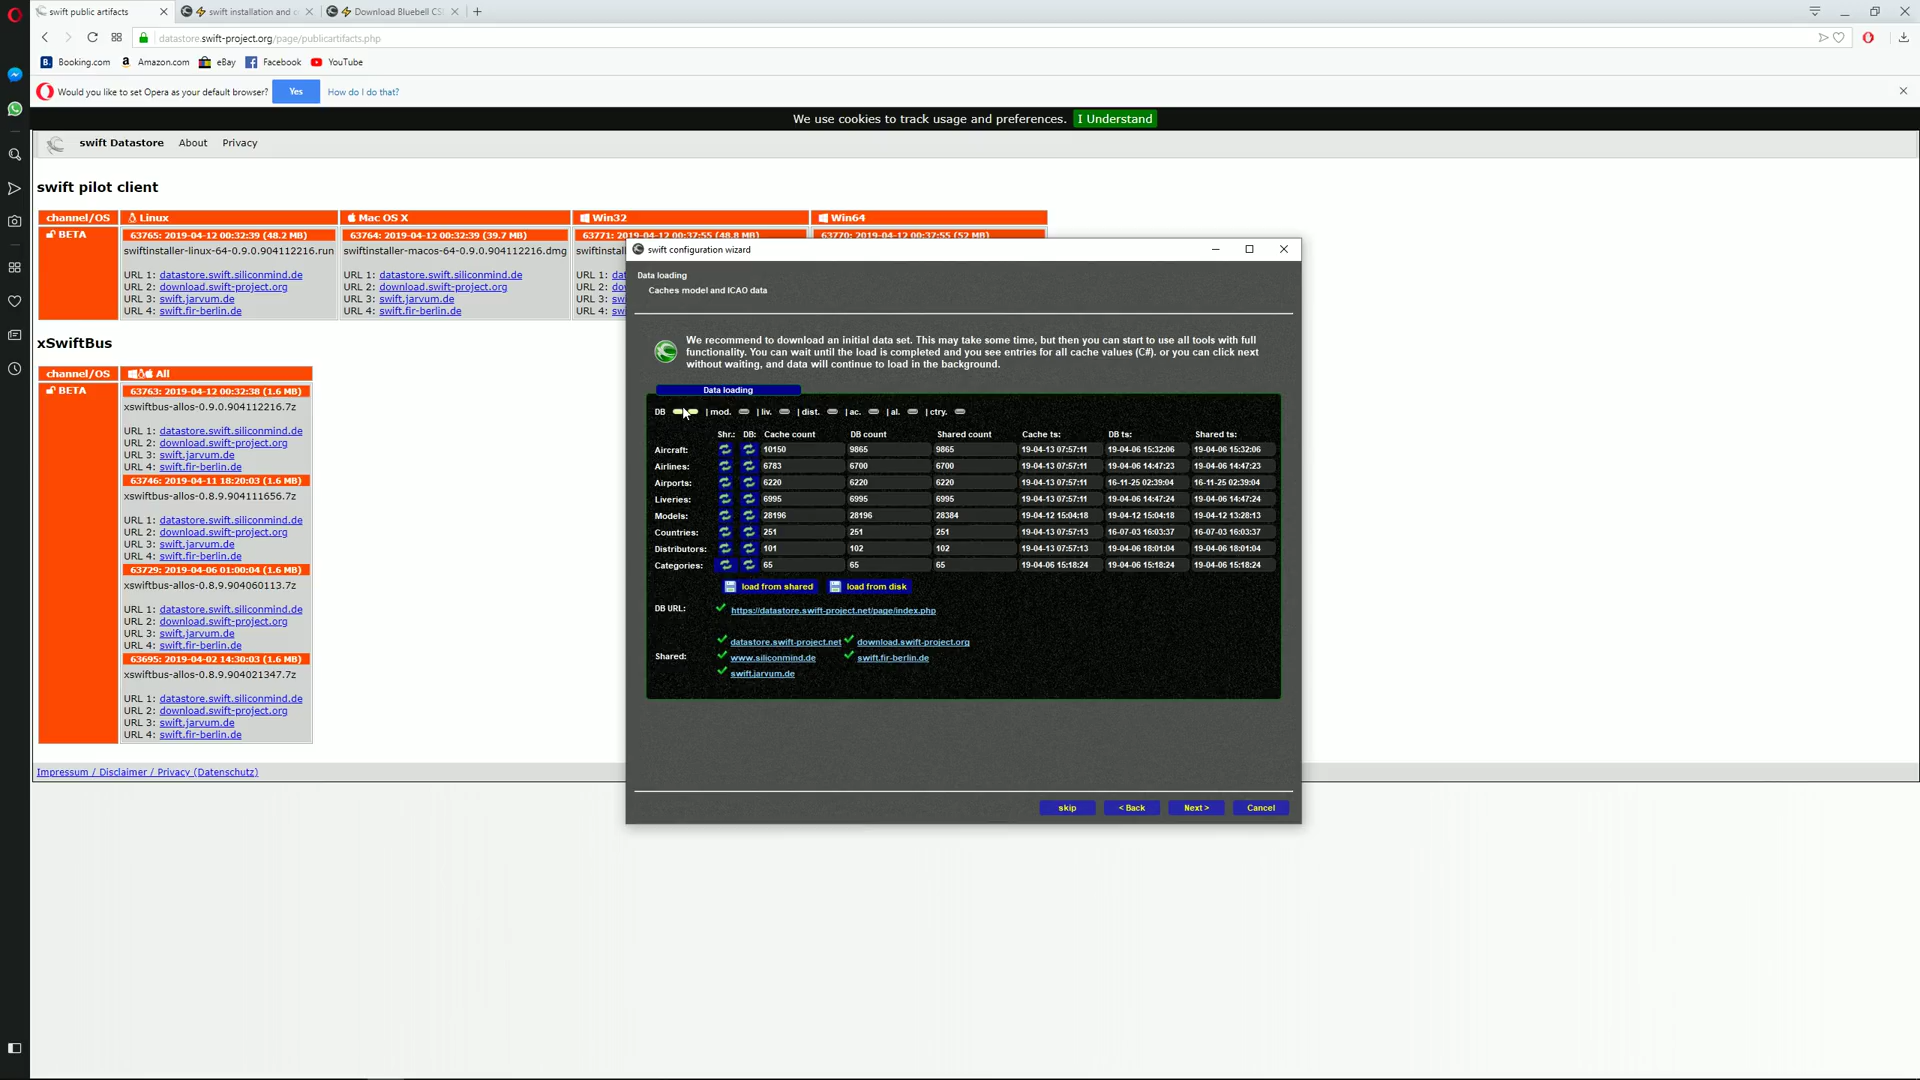 swift public artifacts
swift installation and c
Download Bluebell CS
datastore.swift-project.org/page/publicartifacts.php
Booking.com
Amazon.com
eBay
Facebook
YouTube
Would you like to set Opera as your default browser?
Yes
How do I do that?
We use cookies to track usage and preferences. I Understand
swift Datastore About Privacy
swift pilot client
channel/OS Linux Mac OS X Win32 Win64
BETA 63765: 2019-04-12 00:32:39 (48.2 MB) 63764: 2019-04-12 00:32:39 (39.7 MB) 63771: 2019-04-12 00:37:55 (48.8 MB) 63770: 2019-04-12 00:37:55 (52 MB)
swiftinstaller-linux-64-0.9.0.904112216.run swiftinstaller-macos-64-0.9.0.904112216.dmg swiftins
URL 1: datastore.swift.siliconmind.de URL 1: datastore.swift.siliconmind.de URL 1: dat
URL 2: download.swift-project.org URL 2: download.swift-project.org URL 2: dow
URL 3: swift.jarvum.de URL 3: swift.jarvum.de URL 3: swi
URL 4: swift.fir-berlin.de URL 4: swift.fir-berlin.de URL 4: swi
xSwiftBus
channel/OS All
BETA 63763: 2019-04-12 00:32:38 (1.6 MB)
xswiftbus-allos-0.9.0.904112216.7z
URL 1: datastore.swift.siliconmind.de
URL 2: download.swift-project.org
URL 3: swift.jarvum.de
URL 4: swift.fir-berlin.de
63746: 2019-04-11 18:20:03 (1.6 MB)
xswiftbus-allos-0.8.9.904111656.7z
URL 1: datastore.swift.siliconmind.de
URL 2: download.swift-project.org
URL 3: swift.jarvum.de
URL 4: swift.fir-berlin.de
63729: 2019-04-06 01:00:04 (1.6 MB)
xswiftbus-allos-0.8.9.904060113.7z
URL 1: datastore.swift.siliconmind.de
URL 2: download.swift-project.org
URL 3: swift.jarvum.de
URL 4: swift.fir-berlin.de
63695: 2019-04-02 14:30:03 (1.6 MB)
xswiftbus-allos-0.8.9.904021347.7z
URL 1: datastore.swift.siliconmind.de
URL 2: download.swift-project.org
URL 3: swift.jarvum.de
URL 4: swift.fir-berlin.de
Impressum / Disclaimer / Privacy (Datenschutz)
swift configuration wizard
Data loading
Caches model and ICAO data
We recommend to download an initial data set. This may take some time, but then you can start to use all tools with full
functionality. You can wait until the load is completed and you see entries for all cache values (C#). or you can click next
without waiting, and data will continue to load in the background.
Data loading
DB | mod. | liv. | dist. | ac. | al. | ctry.
Shr.: DB: Cache count DB count Shared count Cache ts: DB ts: Shared ts:
Aircraft: 10150 9865 9865 19-04-13 07:57:11 19-04-06 15:32:06 19-04-06 15:32:06
Airlines: 6783 6700 6700 19-04-13 07:57:11 19-04-06 14:47:23 19-04-06 14:47:23
Airports: 6220 6220 6220 19-04-13 07:57:11 16-11-25 02:39:04 16-11-25 02:39:04
Liveries: 6995 6995 6995 19-04-13 07:57:11 19-04-06 14:47:24 19-04-06 14:47:24
Models: 28196 28196 28384 19-04-12 15:04:18 19-04-12 15:04:18 19-04-12 13:28:13
Countries: 251 251 251 19-04-13 07:57:13 16-07-03 16:03:37 16-07-03 16:03:37
Distributors: 101 102 102 19-04-13 07:57:13 19-04-06 18:01:04 19-04-06 18:01:04
Categories: 65 65 65 19-04-06 15:18:24 19-04-06 15:18:24 19-04-06 15:18:24
load from shared load from disk
DB URL: https://datastore.swift-project.net/page/index.php
datastore.swift-project.net download.swift-project.org
Shared: www.siliconmind.de swift.fir-berlin.de
swift.jarvum.de
skip < Back Next > Cancel